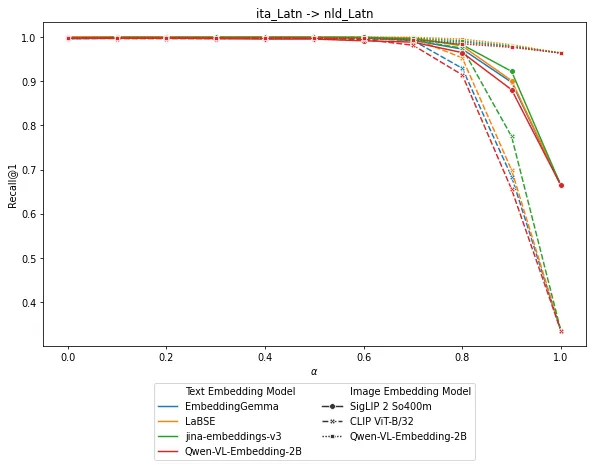 ita_Latn -> nld_Latn
Recall@1
1.0
0.9
0.8
0.7
0.6
0.5
0.4
0.0 0.2 0.4 0.6 0.8 1.0
α
Text Embedding Model Image Embedding Model
EmbeddingGemma SigLIP 2 So400m
LaBSE CLIP ViT-B/32
jina-embeddings-v3 Qwen-VL-Embedding-2B
Qwen-VL-Embedding-2B